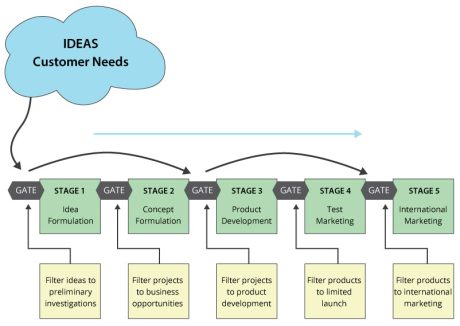 IDEAS
Customer Needs
GATE
STAGE 1
Idea
Formulation
GATE
STAGE 2
Concept
Formulation
GATE
STAGE 3
Product
Development
GATE
STAGE 4
Test
Marketing
GATE
STAGE 5
International
Marketing
Filter ideas to
preliminary
investigations
Filter projects
to business
opportunities
Filter projects
to product
development
Filter products
to limited
launch
Filter products
to international
marketing